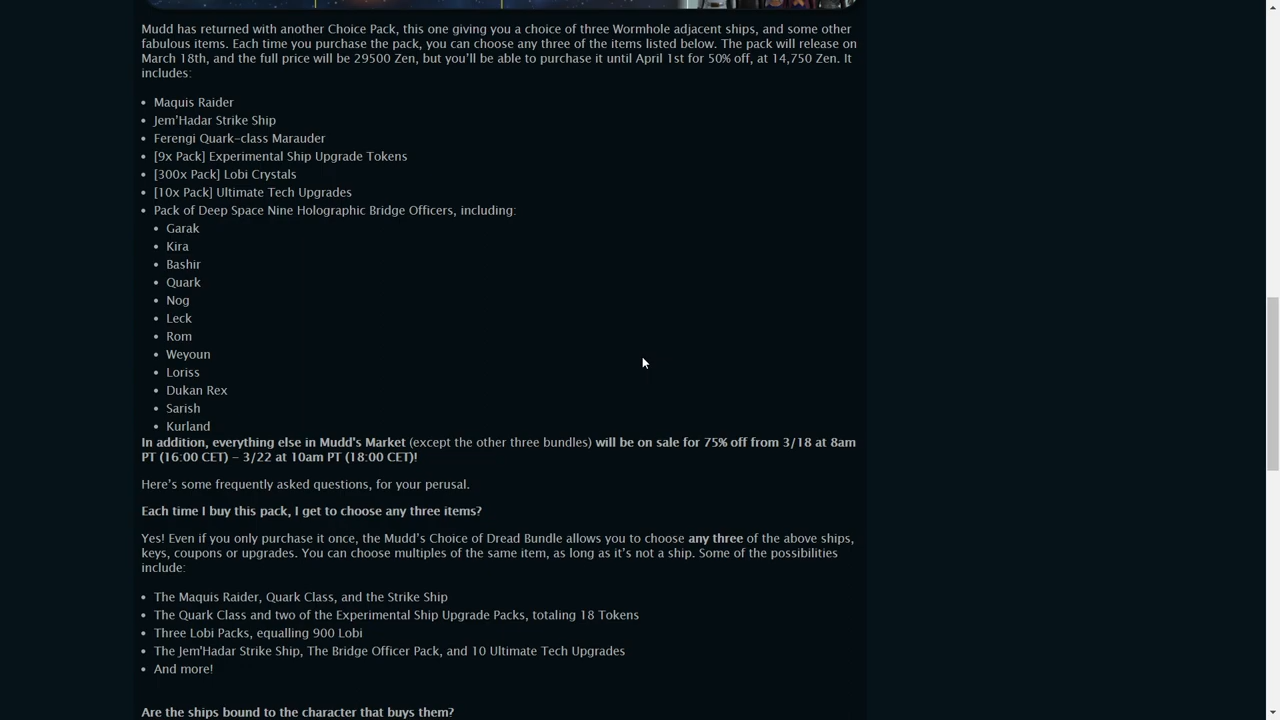 Mudd has returned with another Choice Pack, this one giving you a choice of three Wormhole adjacent ships, and some other
fabulous items. Each time you purchase the pack, you can choose any three of the items listed below. The pack will release on
March 18th, and the full price will be 29500 Zen, but you'll be able to purchase it until April 1st for 50% off, at 14,750 Zen. It
includes:
• Maquis Raider
• Jem'Hadar Strike Ship
• Ferengi Quark-class Marauder
• [9x Pack] Experimental Ship Upgrade Tokens
• [300x Pack] Lobi Crystals
• [10x Pack] Ultimate Tech Upgrades
• Pack of Deep Space Nine Holographic Bridge Officers, including:
• Garak
• Kira
• Bashir
• Quark
• Nog
• Leck
• Rom
• Weyoun
• Loriss
• Dukan Rex
• Sarish
• Kurland
In addition, everything else in Mudd's Market (except the other three bundles) will be on sale for 75% off from 3/18 at 8am
PT (16:00 CET) – 3/22 at 10am PT (18:00 CET)!
Here's some frequently asked questions, for your perusal.
Each time I buy this pack, I get to choose any three items?
Yes! Even if you only purchase it once, the Mudd's Choice of Dread Bundle allows you to choose any three of the above ships,
keys, coupons or upgrades. You can choose multiples of the same item, as long as it's not a ship. Some of the possibilities
include:
• The Maquis Raider, Quark Class, and the Strike Ship
• The Quark Class and two of the Experimental Ship Upgrade Packs, totaling 18 Tokens
• Three Lobi Packs, equalling 900 Lobi
• The Jem'Hadar Strike Ship, The Bridge Officer Pack, and 10 Ultimate Tech Upgrades
• And more!
Are the ships bound to the character that buys them?